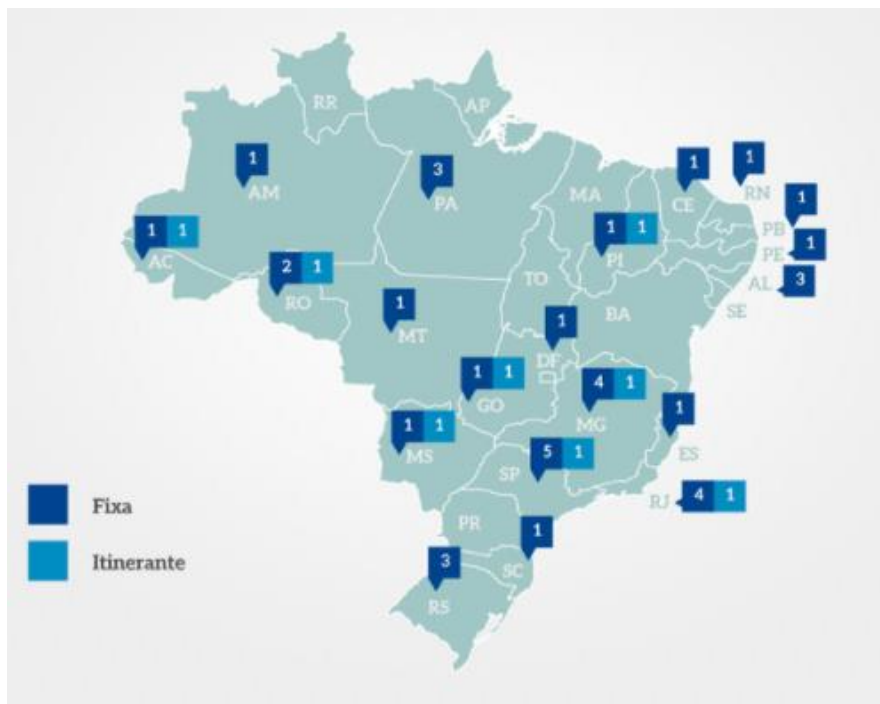 RR
AP
1
AM
3
PA
MA
1
CE
1
RN
1
PB
1
PE
3
AL
SE
1 1
AC
2 1
RO
1 1
PI
TO
BA
1
MT
1
DF
1 1
GO
4 1
MG
1
ES
1 1
MS
5 1
SP
4 1
RJ
PR
1
SC
3
RS
Fixa
Itinerante